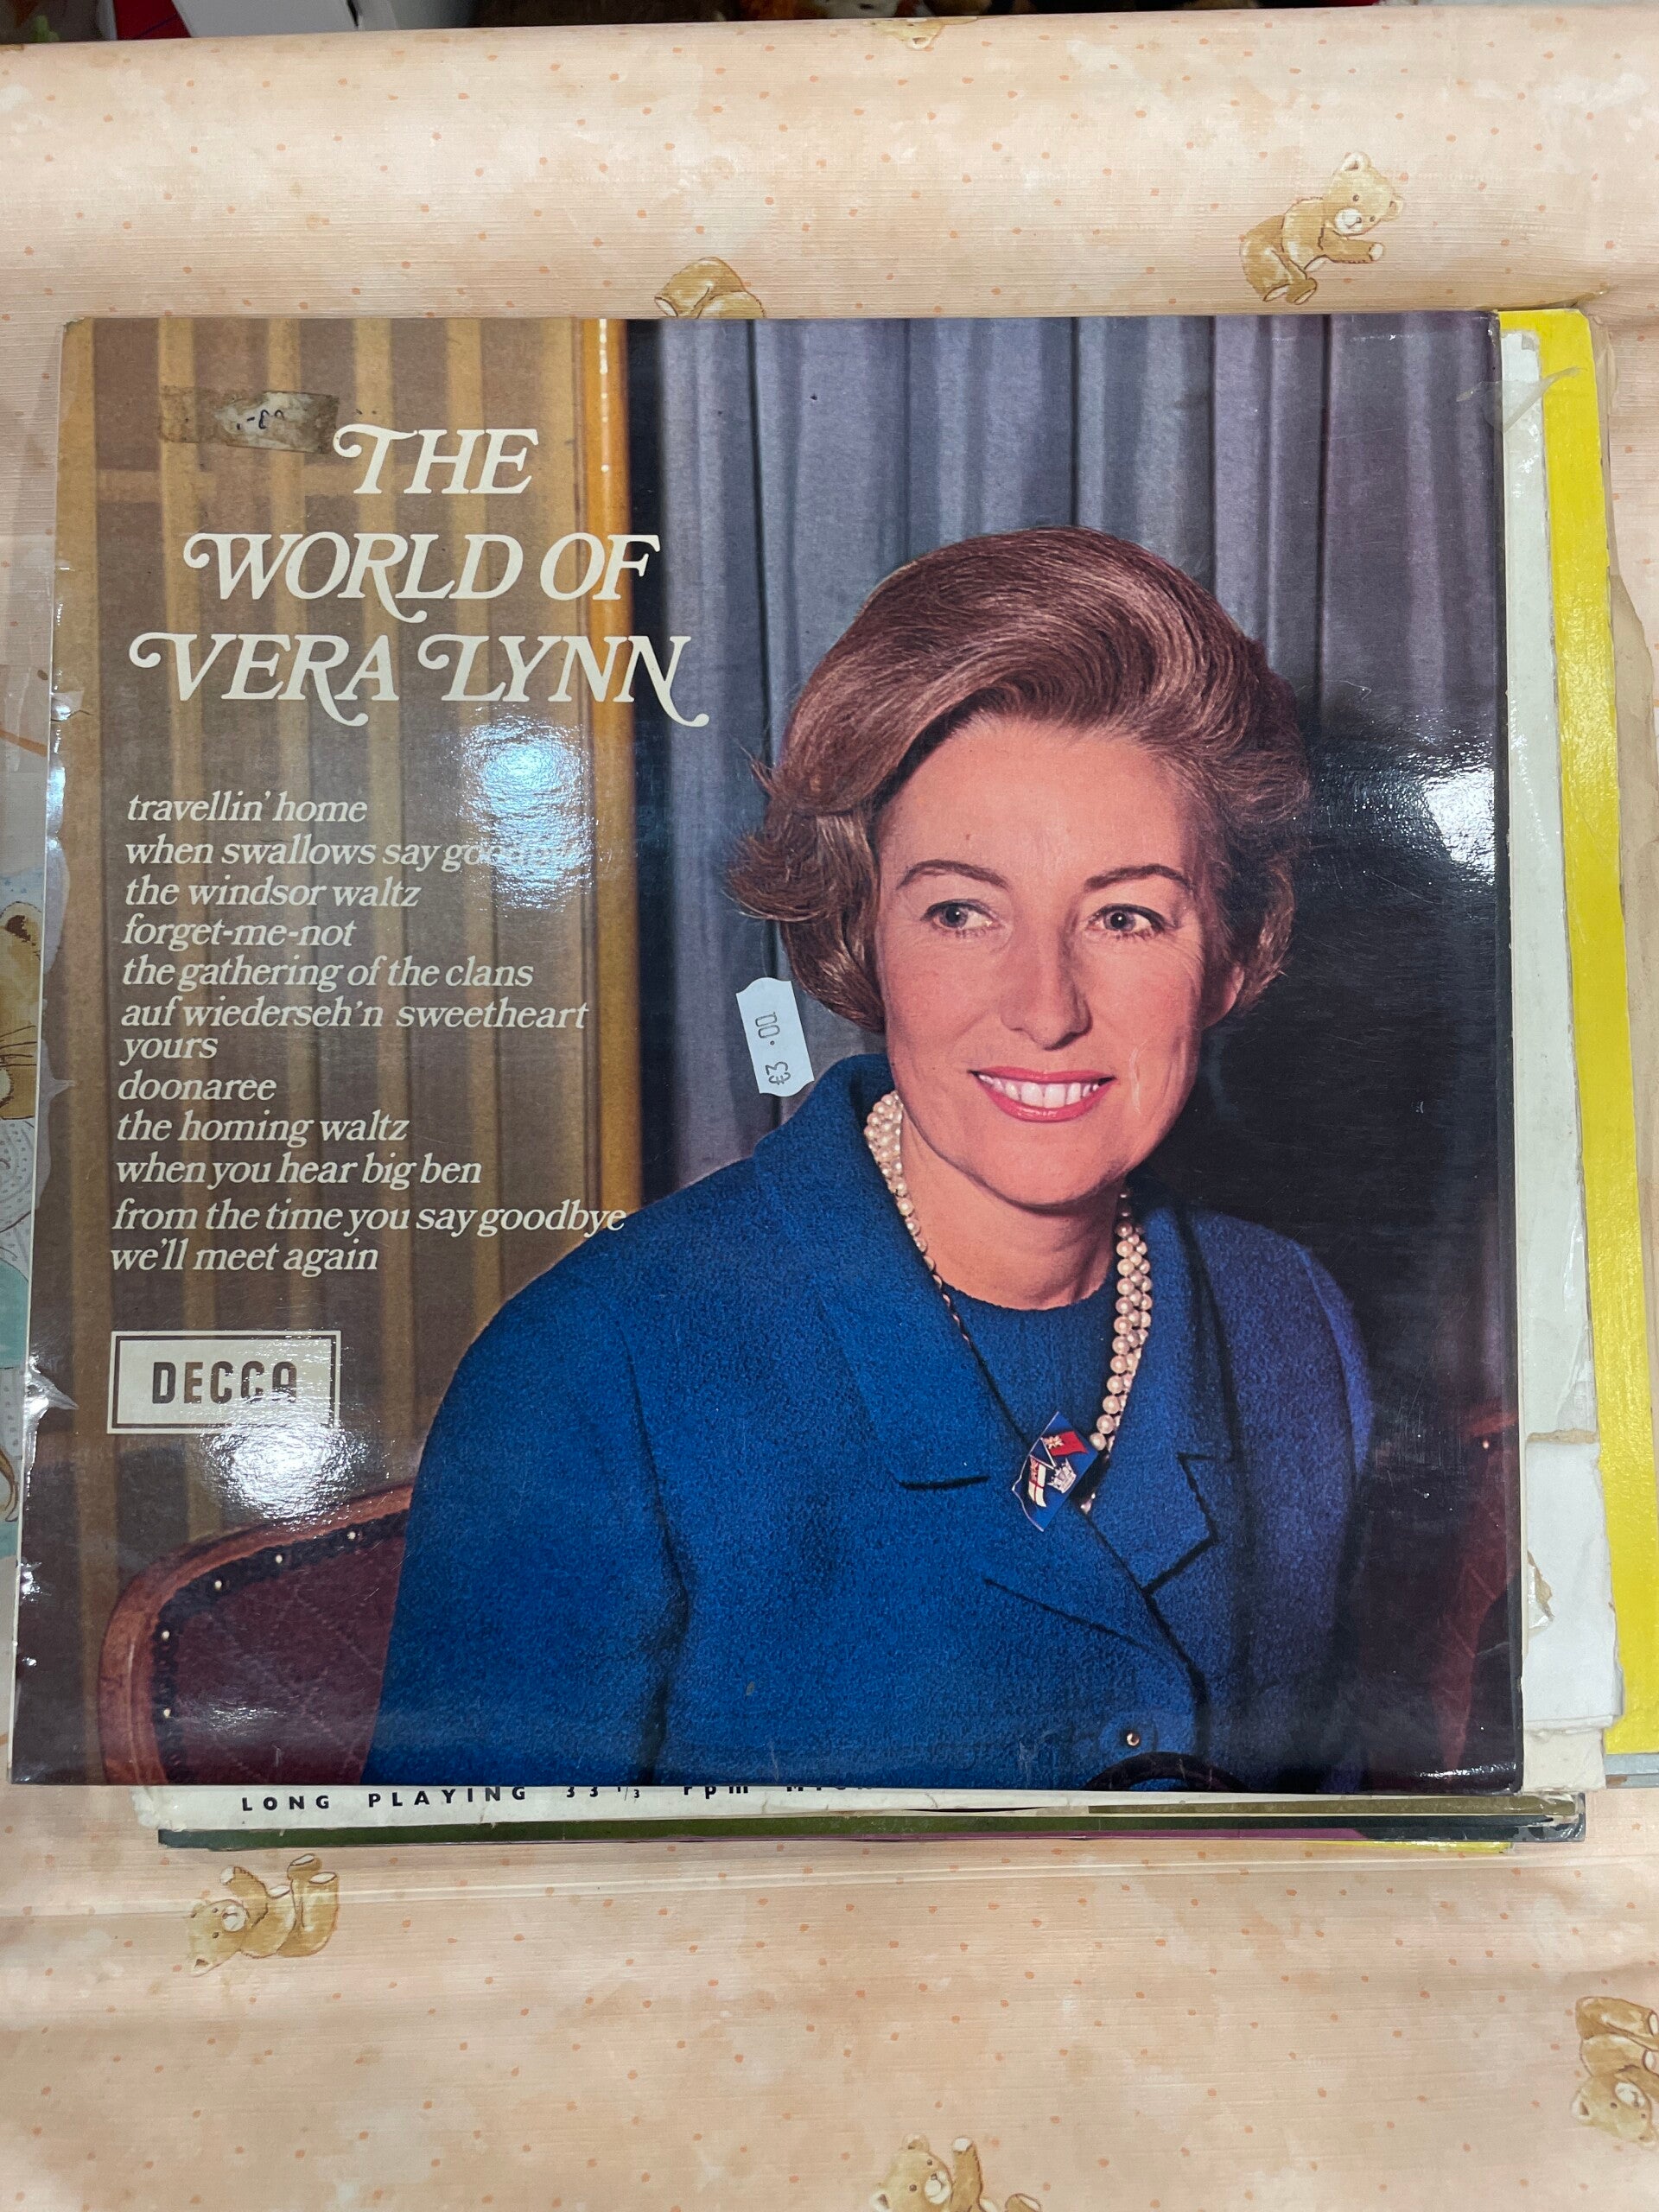 THE
WORLD OF
VERA LYNN
travellin' home
when swallows say
the windsor waltz
forget-me-not
the gathering of the clans
auf wiederseh'n sweetheart
yours
doonaree
the homing waltz
when you hear big ben
from the time you say goodbye
we'll meet again
DECCA
£3.00
LONG PLAYING 33 1/3 rpm